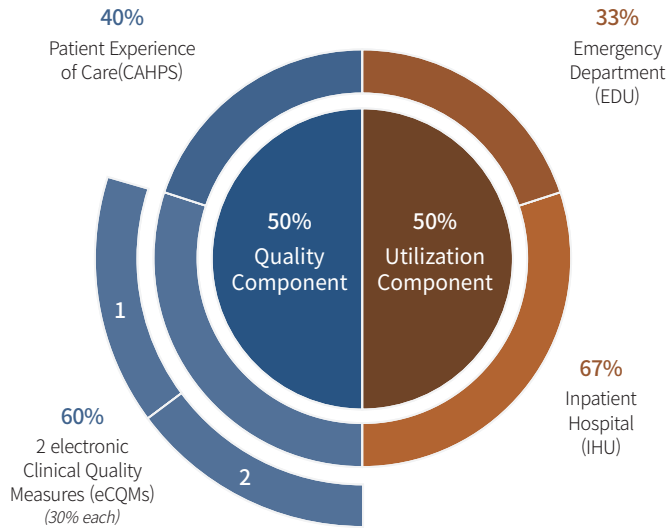 40%
Patient Experience
of Care(CAHPS)
33%
Emergency
Department
(EDU)
50%
Quality
Component
50%
Utilization
Component
1
2
60%
2 electronic
Clinical Quality
Measures (eCQMs)
(30% each)
67%
Inpatient
Hospital
(IHU)